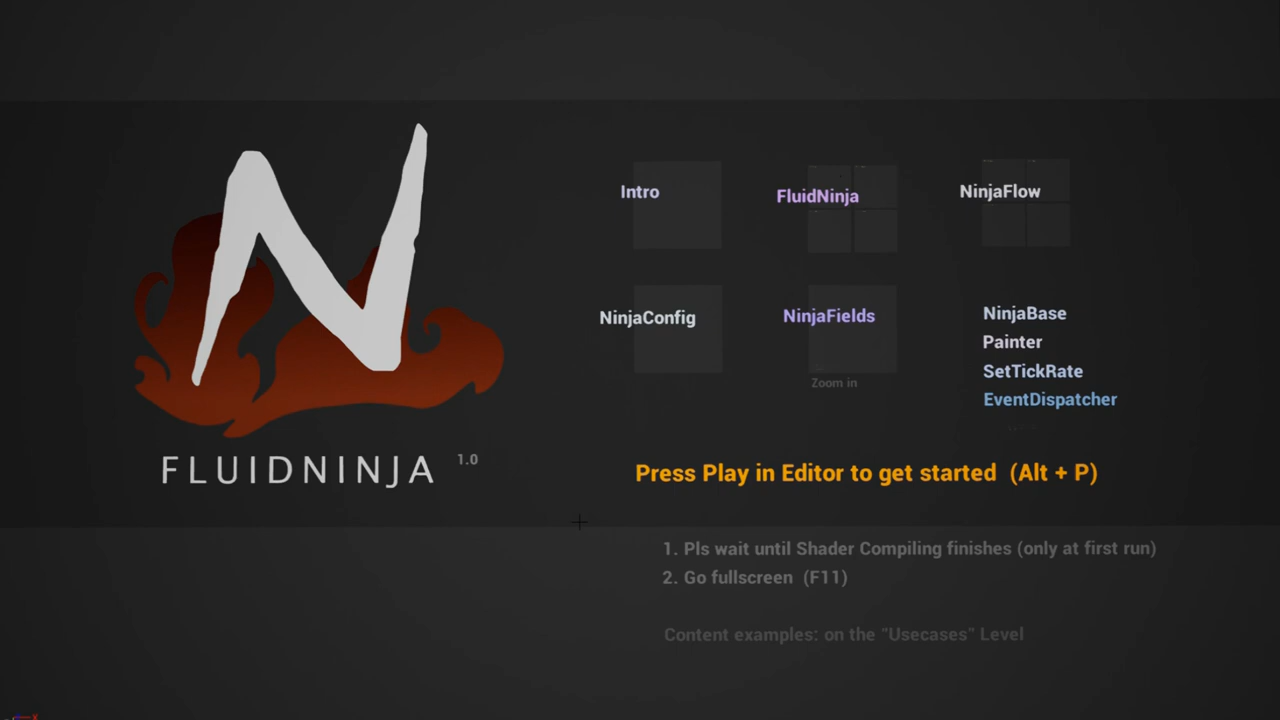 FLUIDNINJA 1.0
Intro
FluidNinja
NinjaFlow
NinjaConfig
NinjaFields
Zoom in
NinjaBase
Painter
SetTickRate
EventDispatcher
Press Play in Editor to get started (Alt + P)
1. Pls wait until Shader Compiling finishes (only at first run)
2. Go fullscreen (F11)
Content examples: on the "Usecases" Level